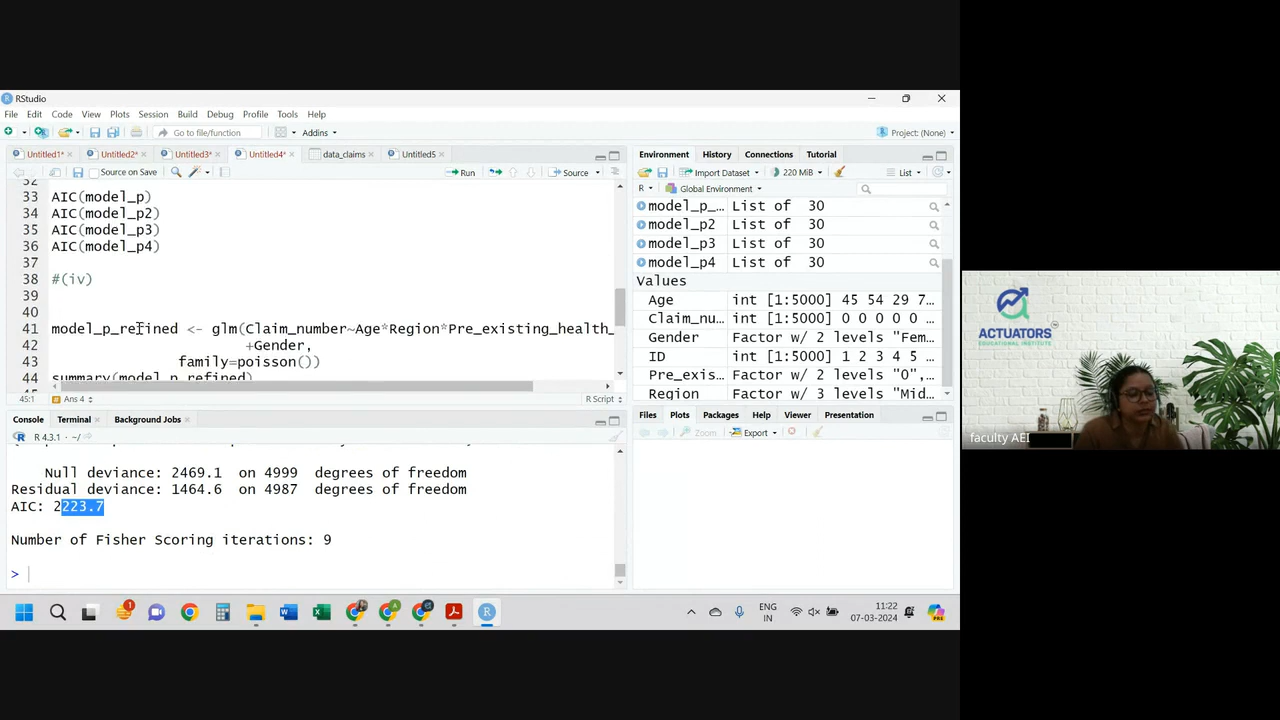 RStudio
File Edit Code View Plots Session Build Debug Profile Tools Help
Go to file/function
Addins
Project: (None)
Untitled1*
Untitled2*
Untitled3*
Untitled4*
data_claims
Untitled5
Source on Save
Run
Source
32
33 AIC(model_p)
34 AIC(model_p2)
35 AIC(model_p3)
36 AIC(model_p4)
37
38 #(iv)
39
40
41 model_p_refined <- glm(Claim_number~Age*Region*Pre_existing_health_
42 +Gender,
43 family=poisson())
44 summary(model_p_refined)
45:1
Ans 4
R Script
Console Terminal Background Jobs
R 4.3.1 · ~/
Null deviance: 2469.1 on 4999 degrees of freedom
Residual deviance: 1464.6 on 4987 degrees of freedom
AIC: 2223.7
Number of Fisher Scoring iterations: 9
>
Environment History Connections Tutorial
Import Dataset
220 MiB
List
R
Global Environment
model_p_… List of 30
model_p2 List of 30
model_p3 List of 30
model_p4 List of 30
Values
Age int [1:5000] 45 54 29 7…
Claim_nu… int [1:5000] 0 0 0 0 0 …
Gender Factor w/ 2 levels "Fem…
ID int [1:5000] 1 2 3 4 5 …
Pre_exis… Factor w/ 2 levels "0",…
Region Factor w/ 3 levels "Mid…
Files Plots Packages Help Viewer Presentation
Zoom
Export
ACTUATORS
EDUCATIONAL INSTITUTE
faculty AEI
1
ENG
IN
11:22
07-03-2024